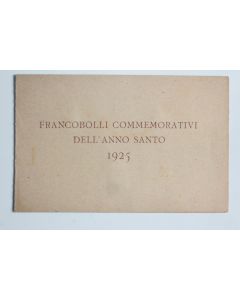 FRANCOBOLLI COMMEMORATIVI
DELL'ANNO SANTO
1925